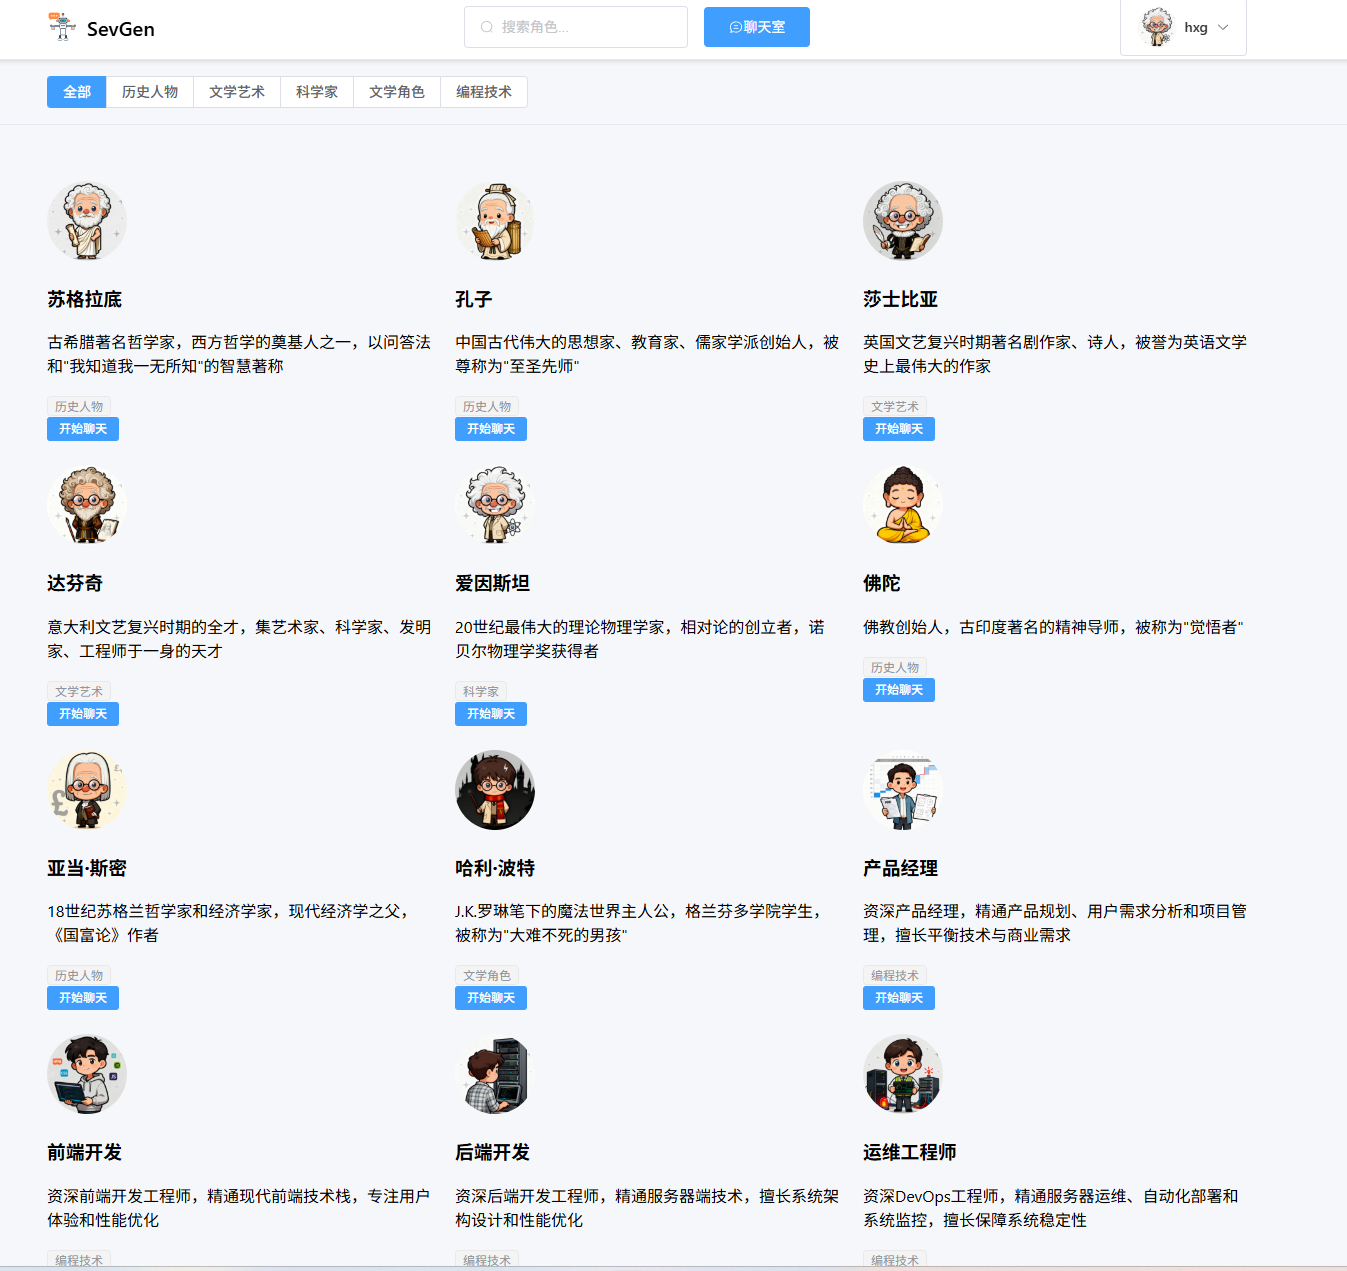 SevGen
搜索角色...
聊天室
hxg
全部
历史人物
文学艺术
科学家
文学角色
编程技术
苏格拉底
古希腊著名哲学家，西方哲学的奠基人之一，以问答法
和"我知道我一无所知"的智慧著称
历史人物
开始聊天
孔子
中国古代伟大的思想家、教育家、儒家学派创始人，被
尊称为"至圣先师"
历史人物
开始聊天
莎士比亚
英国文艺复兴时期著名剧作家、诗人，被誉为英语文学
史上最伟大的作家
文学艺术
开始聊天
达芬奇
意大利文艺复兴时期的全才，集艺术家、科学家、发明
家、工程师于一身的天才
文学艺术
开始聊天
爱因斯坦
20世纪最伟大的理论物理学家，相对论的创立者，诺
贝尔物理学奖获得者
科学家
开始聊天
佛陀
佛教创始人，古印度著名的精神导师，被称为"觉悟者"
历史人物
开始聊天
亚当·斯密
18世纪苏格兰哲学家和经济学家，现代经济学之父，
《国富论》作者
历史人物
开始聊天
哈利·波特
J.K.罗琳笔下的魔法世界主人公，格兰芬多学院学生，
被称为"大难不死的男孩"
文学角色
开始聊天
产品经理
资深产品经理，精通产品规划、用户需求分析和项目管
理，擅长平衡技术与商业需求
编程技术
开始聊天
前端开发
资深前端开发工程师，精通现代前端技术栈，专注用户
体验和性能优化
编程技术
后端开发
资深后端开发工程师，精通服务器端技术，擅长系统架
构设计和性能优化
编程技术
运维工程师
资深DevOps工程师，精通服务器运维、自动化部署和
系统监控，擅长保障系统稳定性
编程技术